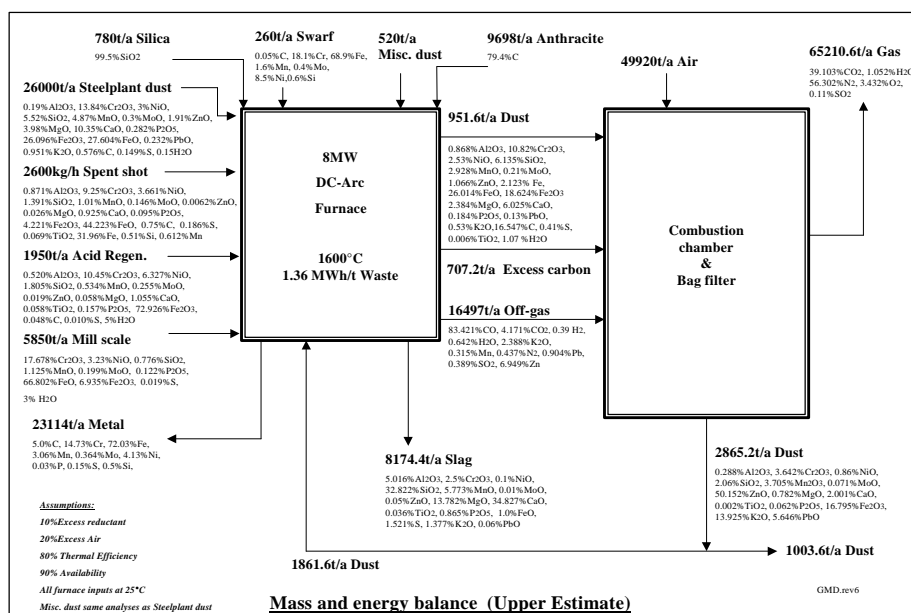 780t/a Silica
99.5%SiO2
260t/a Swarf
0.05%C, 18.1%Cr, 68.9%Fe,
1.6%Mn, 0.4%Mo,
8.5%Ni,0.6%Si
520t/a
Misc. dust
9698t/a Anthracite
79.4%C
49920t/a Air
65210.6t/a Gas
39.103%CO2, 1.052%H2O
56.302%N2, 3.432%O2,
0.11%SO2
26000t/a Steelplant dust
0.19%Al2O3, 13.84%Cr2O3, 3%NiO,
5.52%SiO2, 4.87%MnO, 0.3%MoO, 1.91%ZnO,
3.98%MgO, 10.35%CaO, 0.282%P2O5,
26.096%Fe2O3, 27.604%FeO, 0.232%PbO,
0.951%K2O, 0.576%C, 0.149%S, 0.15H2O
2600kg/h Spent shot
0.871%Al2O3, 9.25%Cr2O3, 3.661%NiO,
1.391%SiO2, 1.01%MnO, 0.146%MoO, 0.0062%ZnO,
0.026%MgO, 0.925%CaO, 0.095%P2O5,
4.221%Fe2O3, 44.223%FeO, 0.75%C, 0.186%S,
0.069%TiO2, 31.96%Fe, 0.51%Si, 0.612%Mn
1950t/a Acid Regen.
0.520%Al2O3, 10.45%Cr2O3, 6.327%NiO,
1.805%SiO2, 0.534%MnO, 0.255%MoO,
0.019%ZnO, 0.058%MgO, 1.055%CaO,
0.058%TiO2, 0.157%P2O5, 72.926%Fe2O3,
0.048%C, 0.010%S, 5%H2O
5850t/a Mill scale
17.678%Cr2O3, 3.23%NiO, 0.776%SiO2,
1.125%MnO, 0.199%MoO, 0.122%P2O5,
66.802%FeO, 6.935%Fe2O3, 0.019%S,
3% H2O
8MW
DC-Arc
Furnace
1600°C
1.36 MWh/t Waste
951.6t/a Dust
0.868%Al2O3, 10.82%Cr2O3,
2.53%NiO, 6.135%SiO2,
2.928%MnO, 0.21%MoO
1.066%ZnO, 2.123% Fe,
26.014%FeO, 18.624%Fe2O3
2.384%MgO, 6.025%CaO,
0.184%P2O5, 0.13%PbO,
0.53%K2O,16.547%C, 0.41%S,
0.006%TiO2, 1.07 %H2O
707.2t/a Excess carbon
16497t/a Off-gas
83.421%CO, 4.171%CO2, 0.39 H2,
0.642%H2O, 2.388%K2O,
0.315%Mn, 0.437%N2, 0.904%Pb,
0.389%SO2, 6.949%Zn
Combustion
chamber
&
Bag filter
23114t/a Metal
5.0%C, 14.73%Cr, 72.03%Fe,
3.06%Mn, 0.364%Mo, 4.13%Ni,
0.03%P, 0.15%S, 0.5%Si,
8174.4t/a Slag
5.016%Al2O3, 2.5%Cr2O3, 0.1%NiO,
32.822%SiO2, 5.773%MnO, 0.01%MoO,
0.05%ZnO, 13.782%MgO, 34.827%CaO,
0.036%TiO2, 0.865%P2O5, 1.0%FeO,
1.521%S, 1.377%K2O, 0.06%PbO
2865.2t/a Dust
0.288%Al2O3, 3.642%Cr2O3, 0.86%NiO,
2.06%SiO2, 3.705%Mn2O3, 0.071%MoO,
50.152%ZnO, 0.782%MgO, 2.001%CaO,
0.002%TiO2, 0.062%P2O5, 16.795%Fe2O3,
13.925%K2O, 5.646%PbO
Assumptions:
10%Excess reductant
20%Excess Air
80% Thermal Efficiency
90% Availability
All furnace inputs at 25°C
Misc. dust same analyses as Steelplant dust
1861.6t/a Dust
1003.6t/a Dust
Mass and energy balance (Upper Estimate)
GMD.rev6